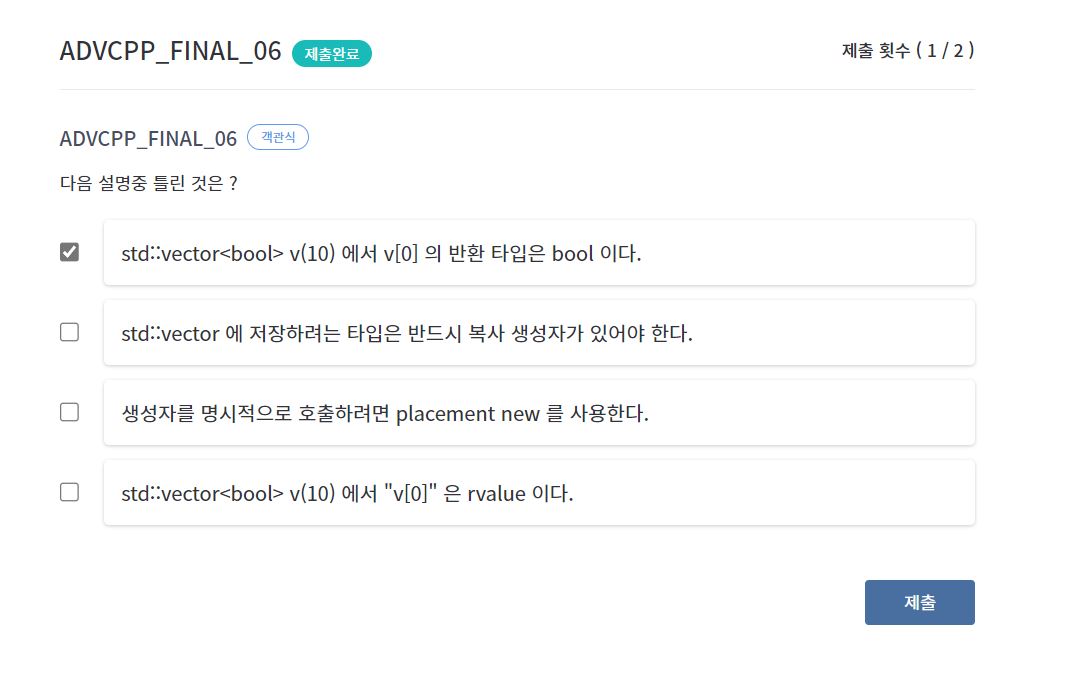 ADVCPP_FINAL_06 제출완료 제출 횟수 ( 1 / 2 )
ADVCPP_FINAL_06 객관식
다음 설명중 틀린 것은 ?
std::vector<bool> v(10) 에서 v[0] 의 반환 타입은 bool 이다.
std::vector 에 저장하려는 타입은 반드시 복사 생성자가 있어야 한다.
생성자를 명시적으로 호출하려면 placement new 를 사용한다.
std::vector<bool> v(10) 에서 "v[0]" 은 rvalue 이다.
제출